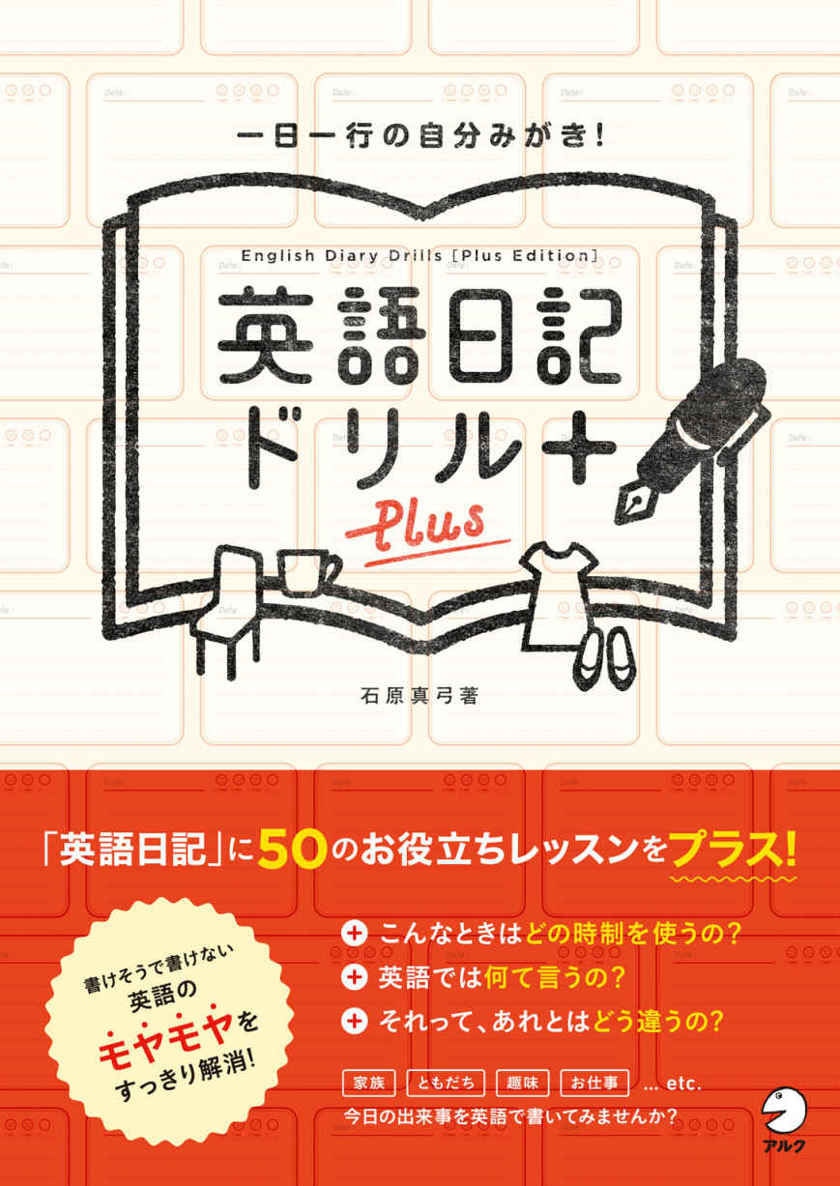 一日一行の自分みがき!
English Diary Drills [Plus Edition]
英語日記
ドリル+
Plus
石原真弓著
「英語日記」に50のお役立ちレッスンをプラス!
書けそうで書けない
英語の
モヤモヤを
すっきり解消!
こんなときはどの時制を使うの?
英語では何て言うの?
それって、あれとはどう違うの?
家族 ともだち 趣味 お仕事 ... etc.
今日の出来事を英語で書いてみませんか?
アルク